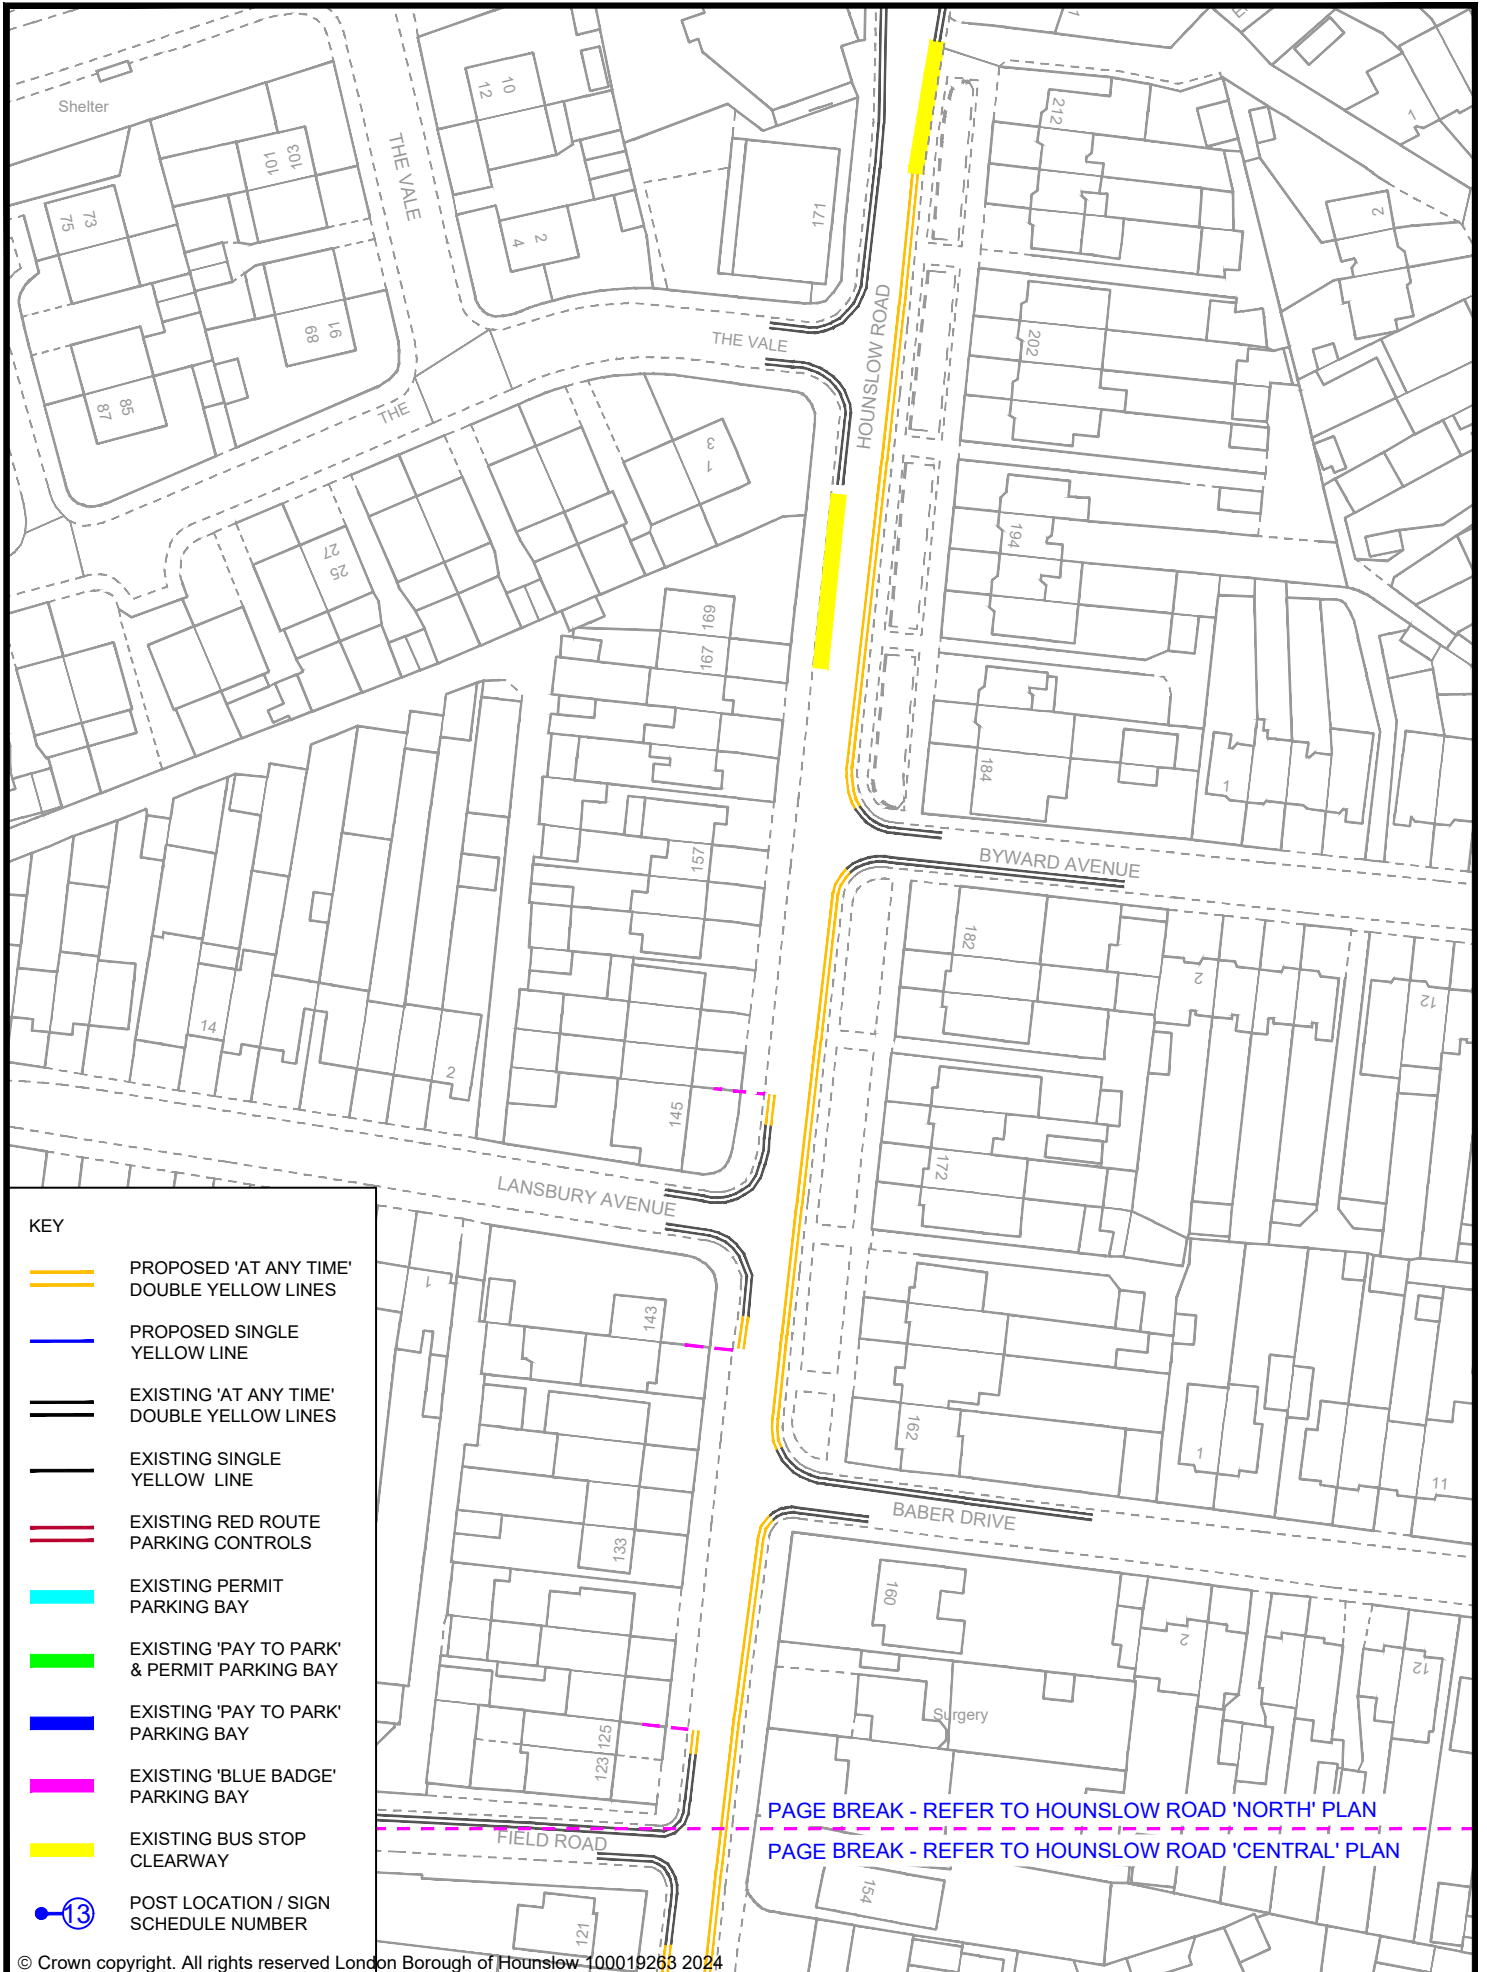 Shelter
THE VALE
12
10
101
103
75
73
4
2
171
212
1
2
89
91
THE VALE
HOUNSLOW ROAD
202
87
85
THE
3
1
194
27
25
169
167
184
1
157
BYWARD AVENUE
182
2
12
14
2
145
172
LANSBURY AVENUE
1
143
162
1
11
BABER DRIVE
133
160
2
12
Surgery
123 125
FIELD ROAD
154
121
PAGE BREAK - REFER TO HOUNSLOW ROAD 'NORTH' PLAN
PAGE BREAK - REFER TO HOUNSLOW ROAD 'CENTRAL' PLAN
KEY
PROPOSED 'AT ANY TIME'
DOUBLE YELLOW LINES
PROPOSED SINGLE
YELLOW LINE
EXISTING 'AT ANY TIME'
DOUBLE YELLOW LINES
EXISTING SINGLE
YELLOW LINE
EXISTING RED ROUTE
PARKING CONTROLS
EXISTING PERMIT
PARKING BAY
EXISTING 'PAY TO PARK'
& PERMIT PARKING BAY
EXISTING 'PAY TO PARK'
PARKING BAY
EXISTING 'BLUE BADGE'
PARKING BAY
EXISTING BUS STOP
CLEARWAY
13
POST LOCATION / SIGN
SCHEDULE NUMBER
© Crown copyright. All rights reserved London Borough of Hounslow 100019263 2024